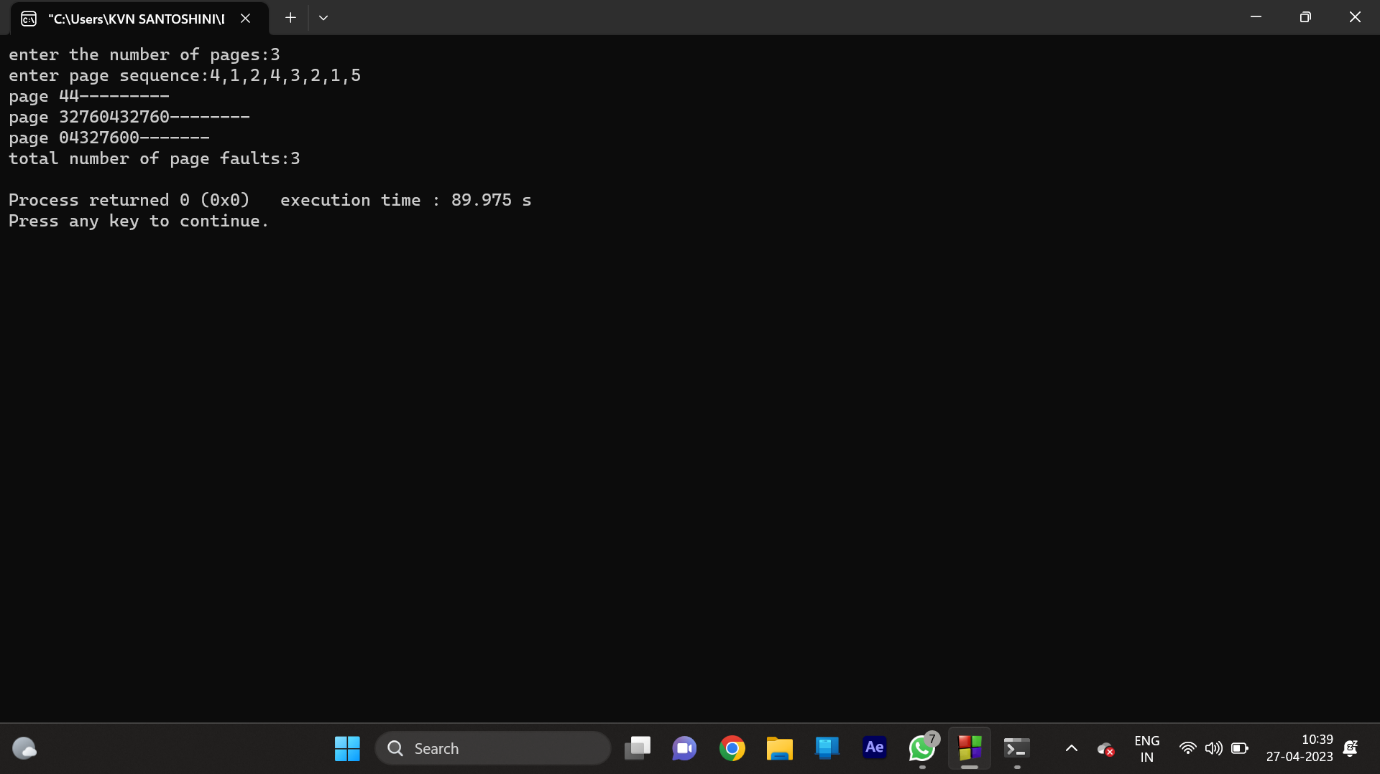 "C:\Users\KVN SANTOSHINI\I
enter the number of pages:3
enter page sequence:4,1,2,4,3,2,1,5
page 44---------
page 32760432760--------
page 04327600-------
total number of page faults:3
Process returned 0 (0x0)   execution time : 89.975 s
Press any key to continue.
Search
Ae
7
ENG
IN
10:39
27-04-2023